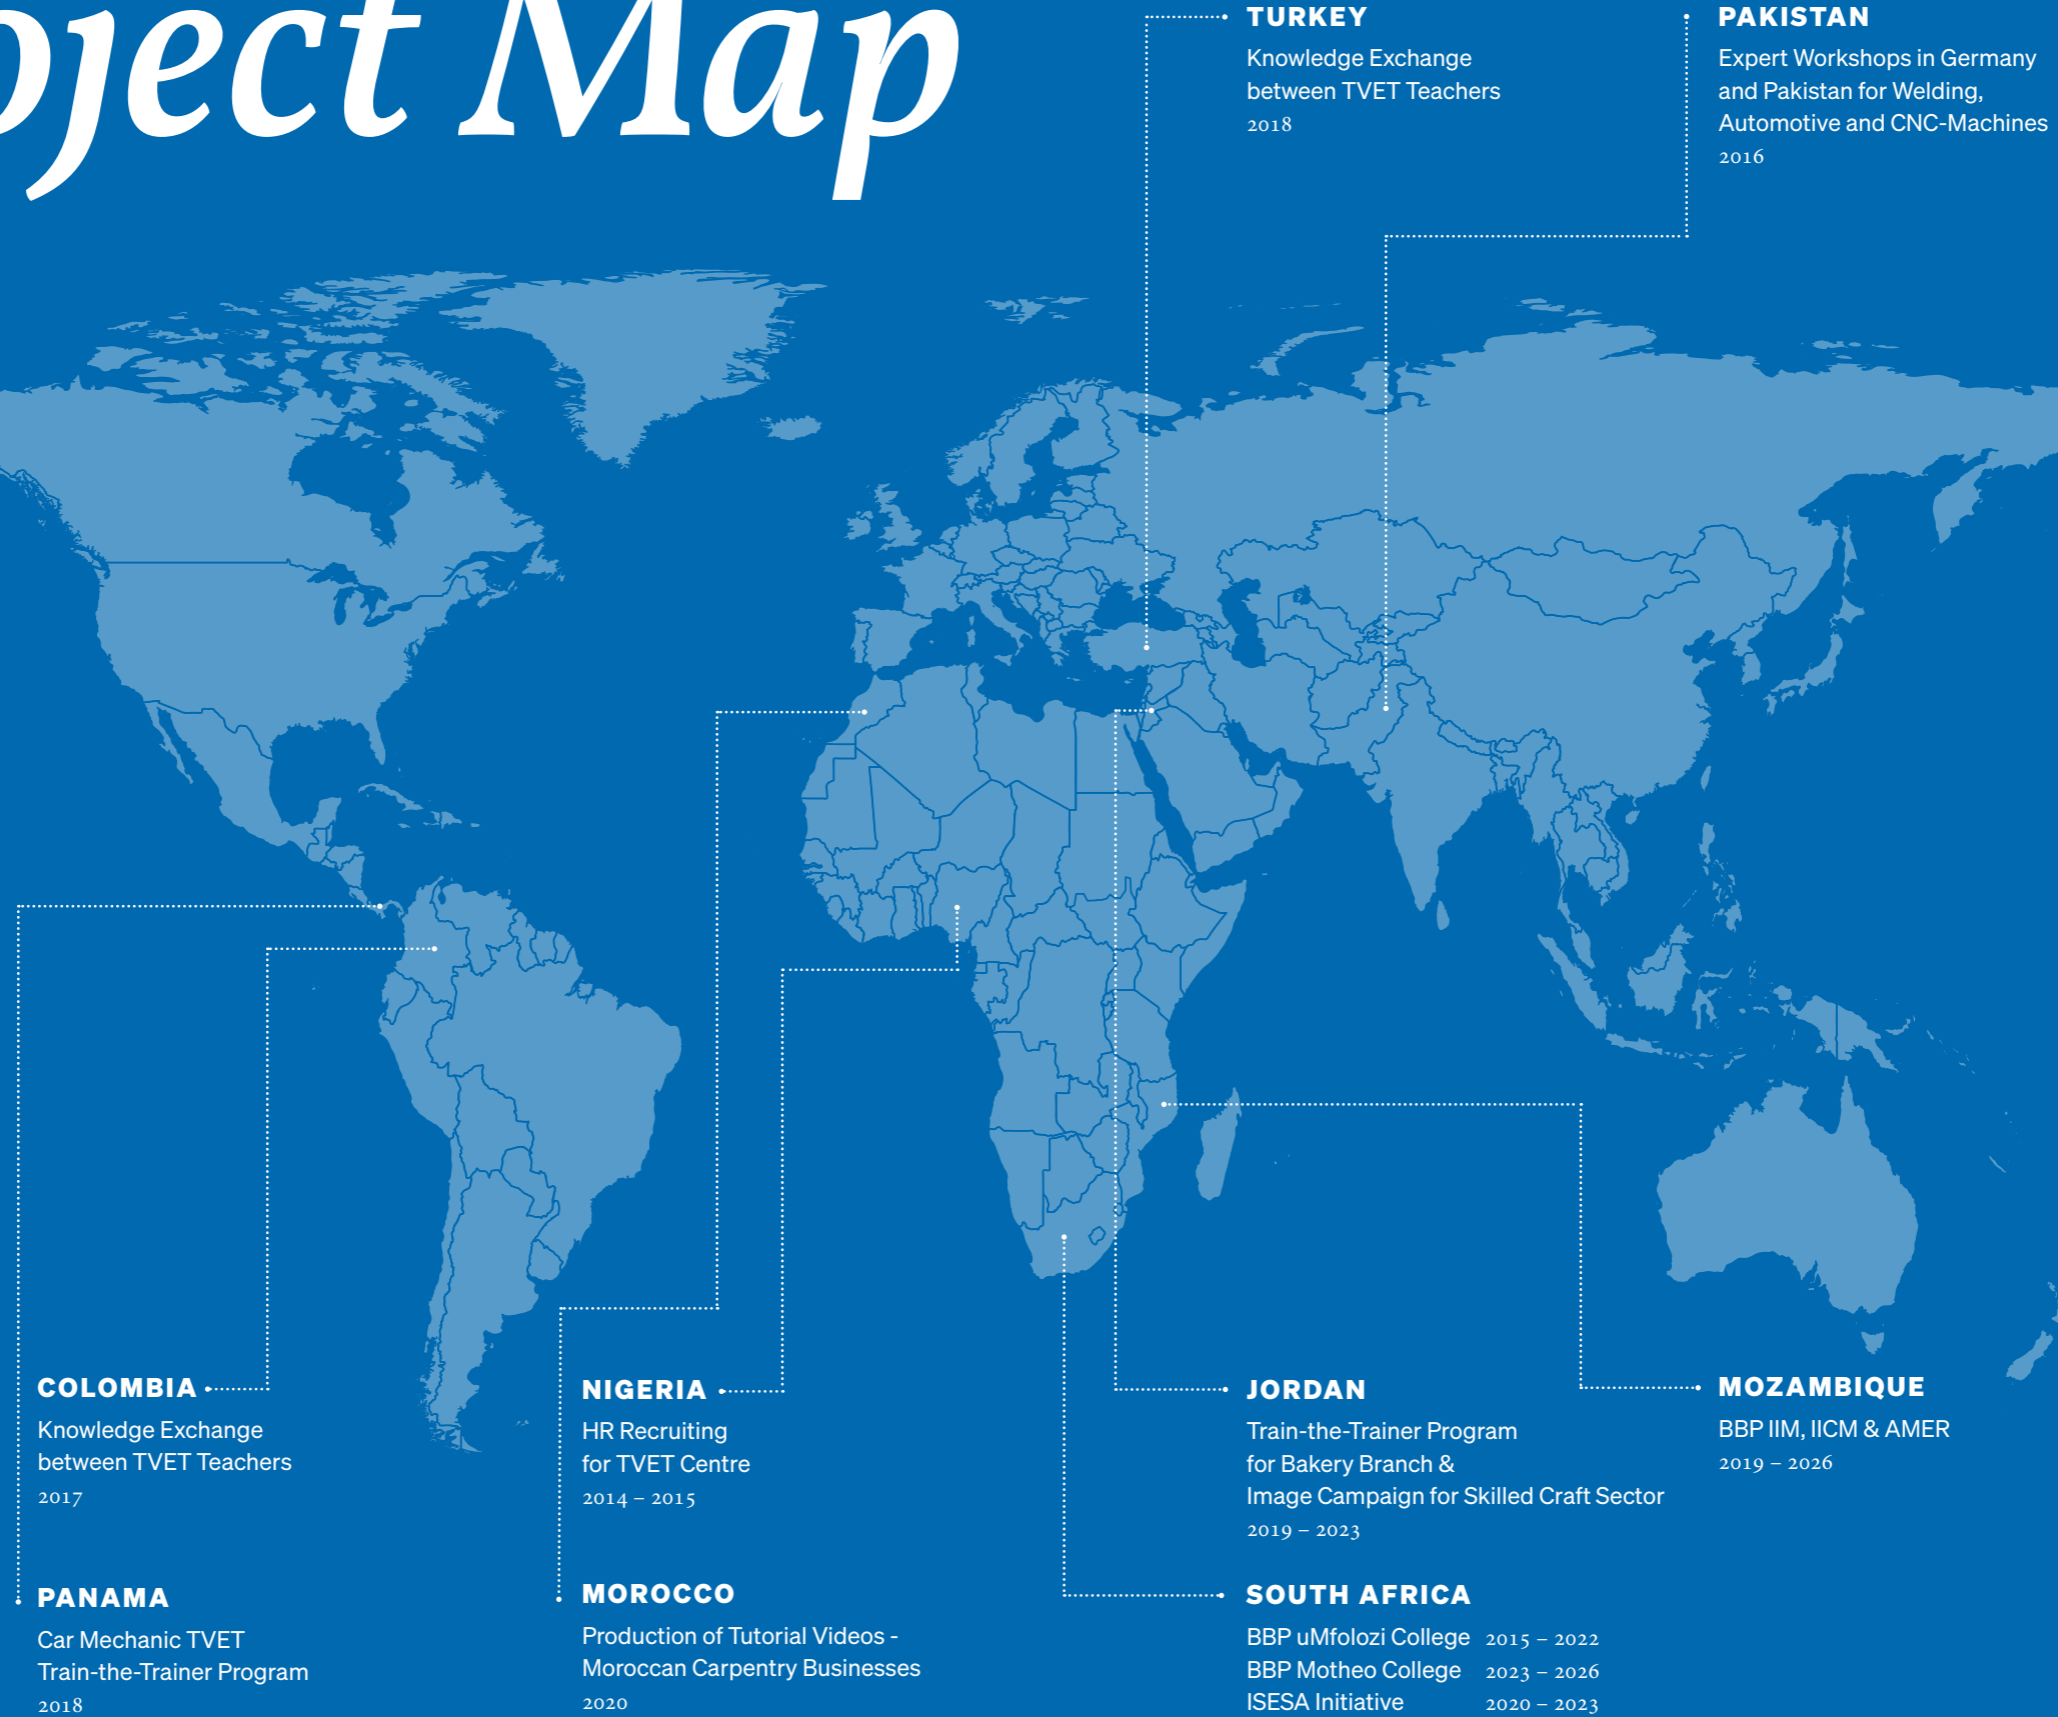 oject Map
TURKEY
Knowledge Exchange
between TVET Teachers
2018
PAKISTAN
Expert Workshops in Germany
and Pakistan for Welding,
Automotive and CNC-Machines
2016
COLOMBIA
Knowledge Exchange
between TVET Teachers
2017
PANAMA
Car Mechanic TVET
Train-the-Trainer Program
2018
NIGERIA
HR Recruiting
for TVET Centre
2014 – 2015
MOROCCO
Production of Tutorial Videos -
Moroccan Carpentry Businesses
2020
JORDAN
Train-the-Trainer Program
for Bakery Branch &
Image Campaign for Skilled Craft Sector
2019 – 2023
SOUTH AFRICA
BBP uMfolozi College 2015 – 2022
BBP Motheo College 2023 – 2026
ISESA Initiative 2020 – 2023
MOZAMBIQUE
BBP IIM, IICM & AMER
2019 – 2026